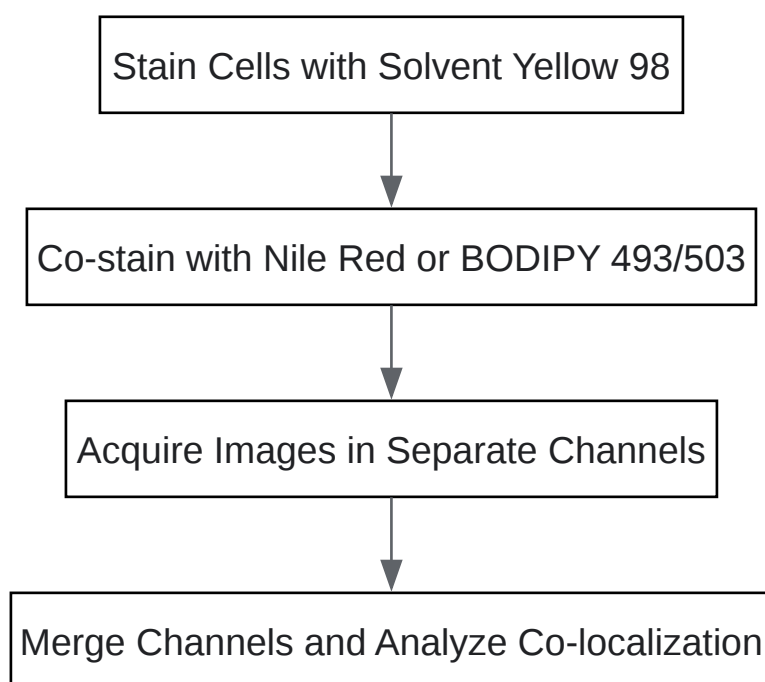 Stain Cells with Solvent Yellow 98
Co-stain with Nile Red or BODIPY 493/503
Acquire Images in Separate Channels
Merge Channels and Analyze Co-localization